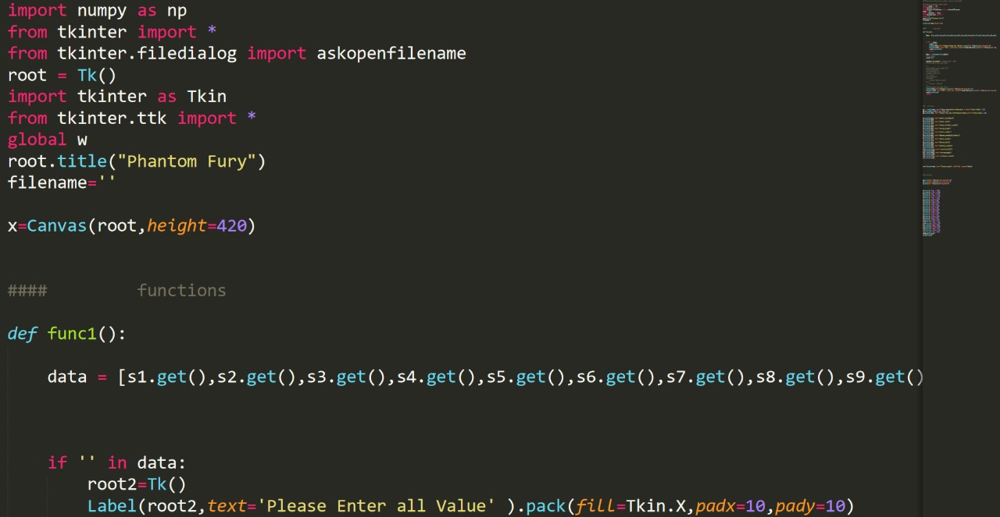 import numpy as np
from tkinter import *
from tkinter.filedialog import askopenfilename
root = Tk()
import tkinter as Tkin
from tkinter.ttk import *
global w
root.title("Phantom Fury")
filename=''
x=Canvas(root,height=420)
####         functions
def func1():
    data = [s1.get(),s2.get(),s3.get(),s4.get(),s5.get(),s6.get(),s7.get(),s8.get(),s9.get()
    if '' in data:
        root2=Tk()
        Label(root2,text='Please Enter all Value' ).pack(fill=Tkin.X,padx=10,pady=10)